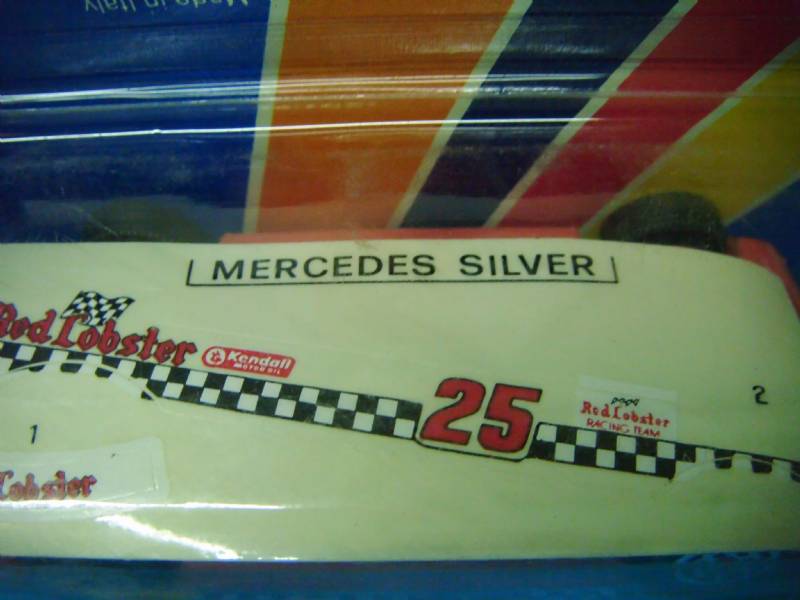 Made in Italy
MERCEDES SILVER
Red Lobster
Kendall
MOTOR OIL
25
Red Lobster
RACING TEAM
2
1
Lobster